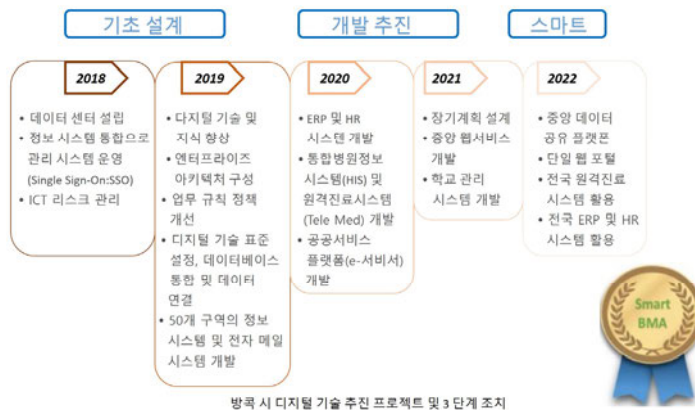 기초 설계
개발 추진
스마트
2018
• 데이터 센터 설립
• 정보 시스템 통합으로
관리 시스템 운영
(Single Sign-On:SSO)
• ICT 리스크 관리
2019
• 다지털 기술 및
지식 향상
• 엔터프라이즈
아키텍처 구성
• 업무 규칙 정책
개선
• 디지털 기술 표준
설정, 데이터베이스
통합 및 데이터
연결
• 50개 구역의 정보
시스템 및 전자 메일
시스템 개발
2020
• ERP 및 HR
시스텐 개발
• 통합병원정보
시스템(HIS) 및
원격진료시스템
(Tele Med) 개발
• 공공서비스
플랫폼(e-서비서)
개발
2021
• 장기계획 설계
• 중앙 웹서비스
개발
• 학교 관리
시스템 개발
2022
• 중앙 데이터
공유 플랫폰
• 단일 웹 포털
• 전국 원격진료
시스템 활용
• 전국 ERP 및 HR
시스템 활용
Smart
BMA
방콕 시 디지털 기술 추진 프로젝트 및 3 단계 조치